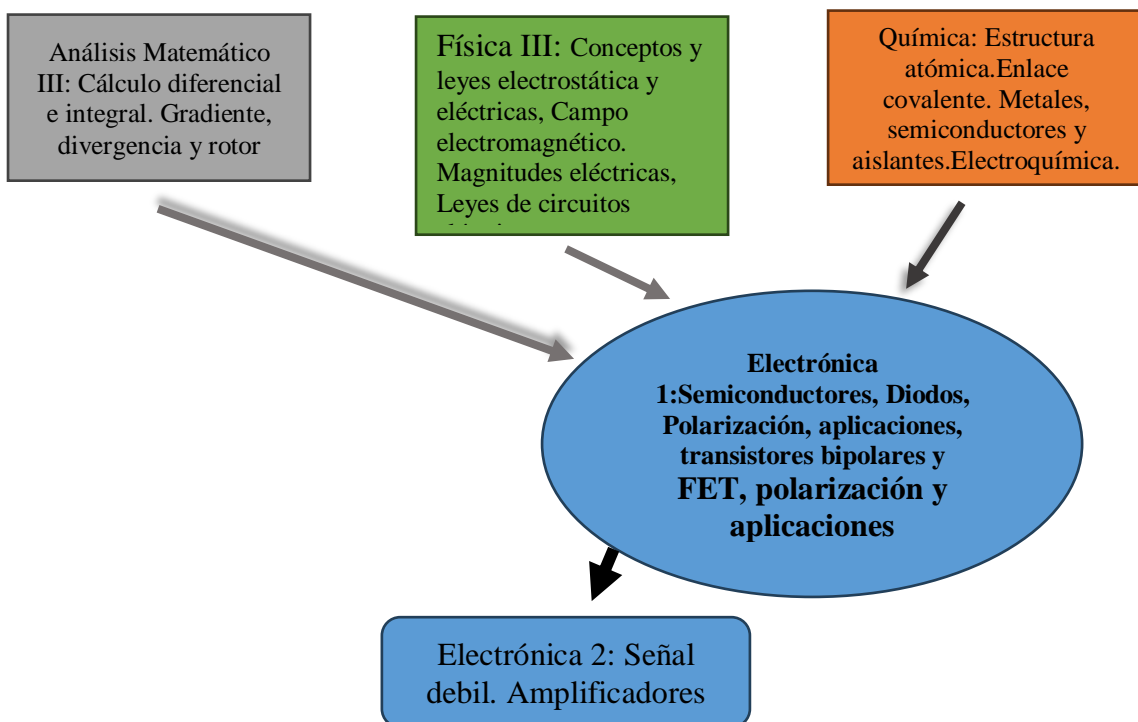 Análisis Matemático
III: Cálculo diferencial
e integral. Gradiente,
divergencia y rotor
Física III: Conceptos y
leyes electrostática y
eléctricas, Campo
electromagnético.
Magnitudes eléctricas,
Leyes de circuitos
Química: Estructura
atómica.Enlace
covalente. Metales,
semiconductores y
aislantes.Electroquímica.
Electrónica
1:Semiconductores, Diodos,
Polarización, aplicaciones,
transistores bipolares y
FET, polarización y
aplicaciones
Electrónica 2: Señal
debil. Amplificadores